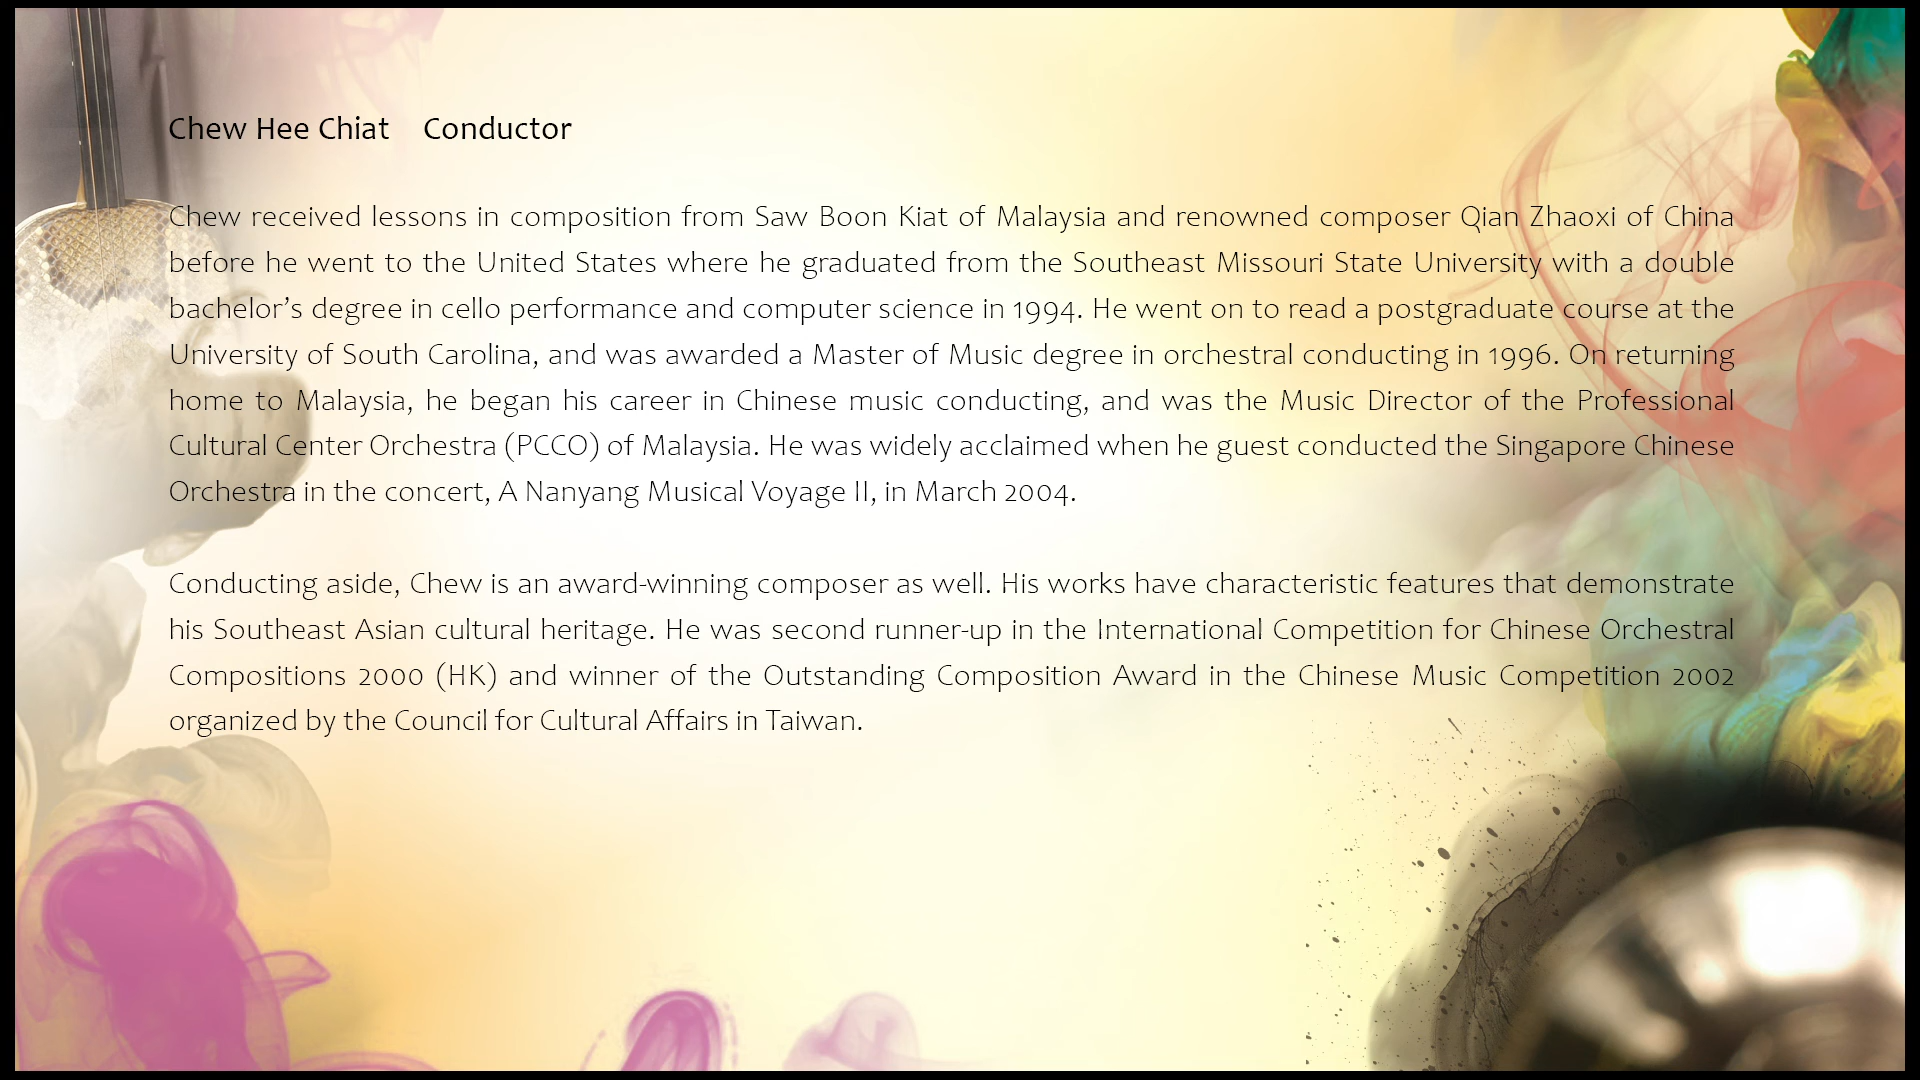 Chew Hee Chiat Conductor
Chew received lessons in composition from Saw Boon Kiat of Malaysia and renowned composer Qian Zhaoxi of China
before he went to the United States where he graduated from the Southeast Missouri State University with a double
bachelor’s degree in cello performance and computer science in 1994. He went on to read a postgraduate course at the
University of South Carolina, and was awarded a Master of Music degree in orchestral conducting in 1996. On returning
home to Malaysia, he began his career in Chinese music conducting, and was the Music Director of the Professional
Cultural Center Orchestra (PCCO) of Malaysia. He was widely acclaimed when he guest conducted the Singapore Chinese
Orchestra in the concert, A Nanyang Musical Voyage II, in March 2004.
Conducting aside, Chew is an award-winning composer as well. His works have characteristic features that demonstrate
his Southeast Asian cultural heritage. He was second runner-up in the International Competition for Chinese Orchestral
Compositions 2000 (HK) and winner of the Outstanding Composition Award in the Chinese Music Competition 2002
organized by the Council for Cultural Affairs in Taiwan.